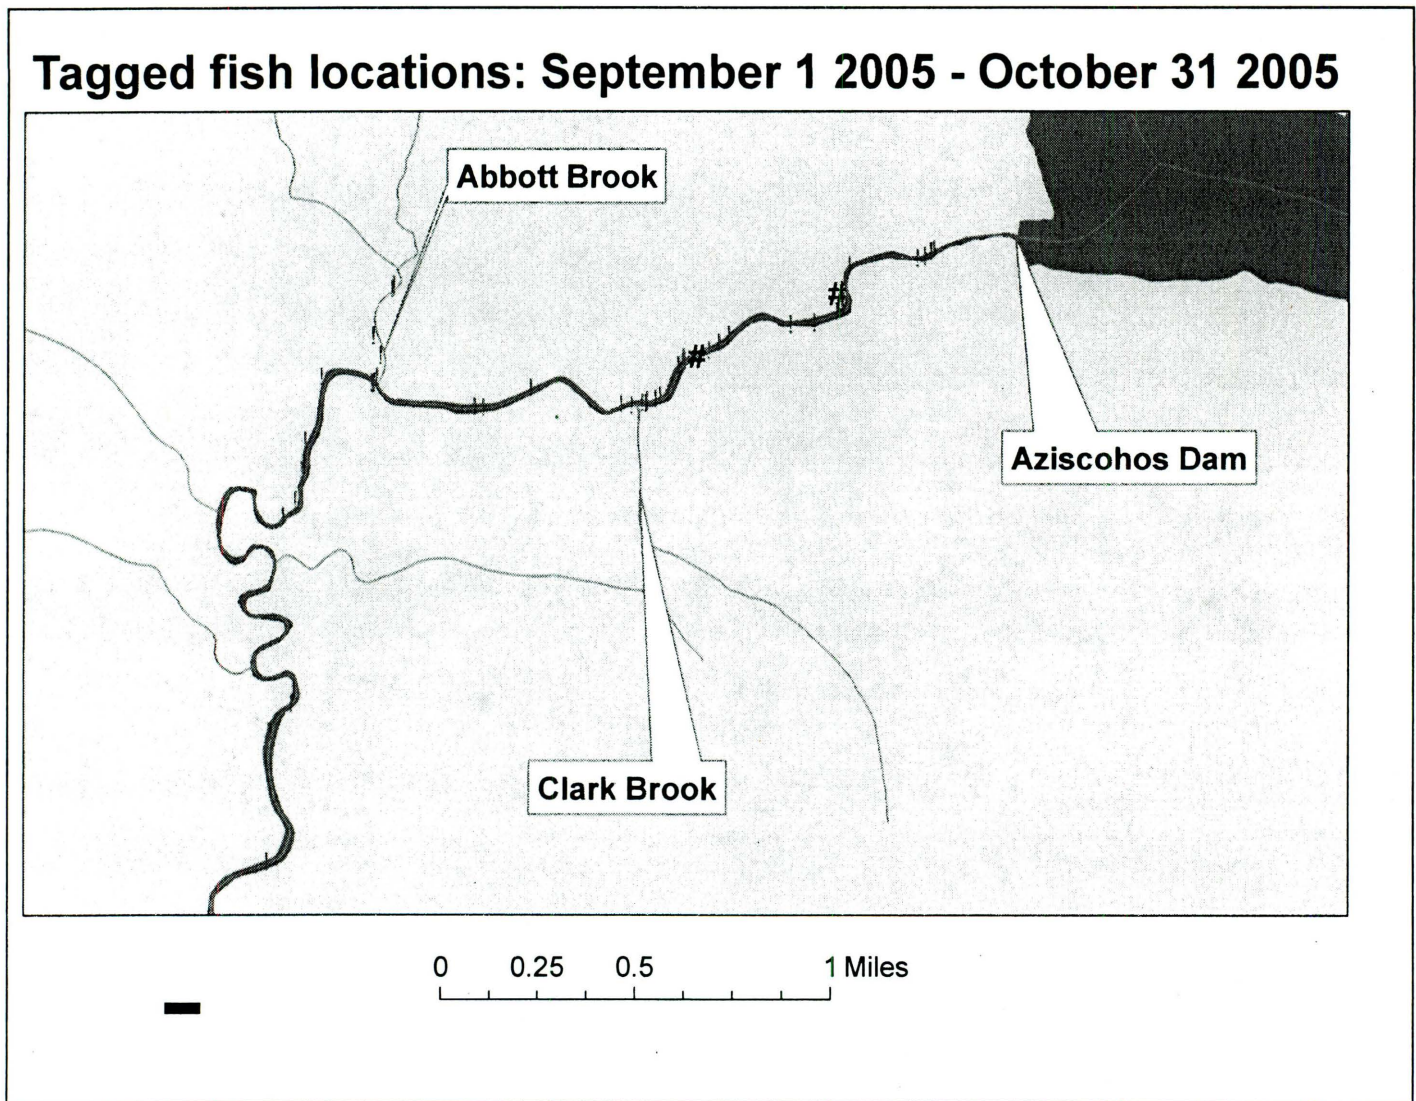 Tagged fish locations: September 1 2005 - October 31 2005
Abbott Brook
#
#
Aziscohos Dam
Clark Brook
0 0.25 0.5 1 Miles